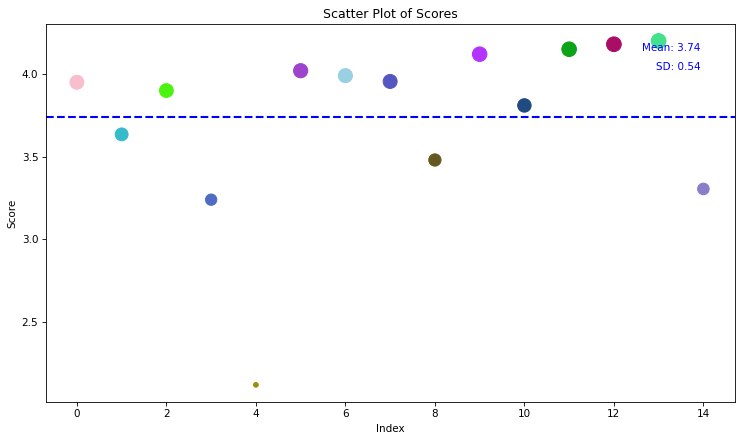 Scatter Plot of Scores
Mean: 3.74
SD: 0.54
4.0
3.5
3.0
2.5
Score
0 2 4 6 8 10 12 14
Index